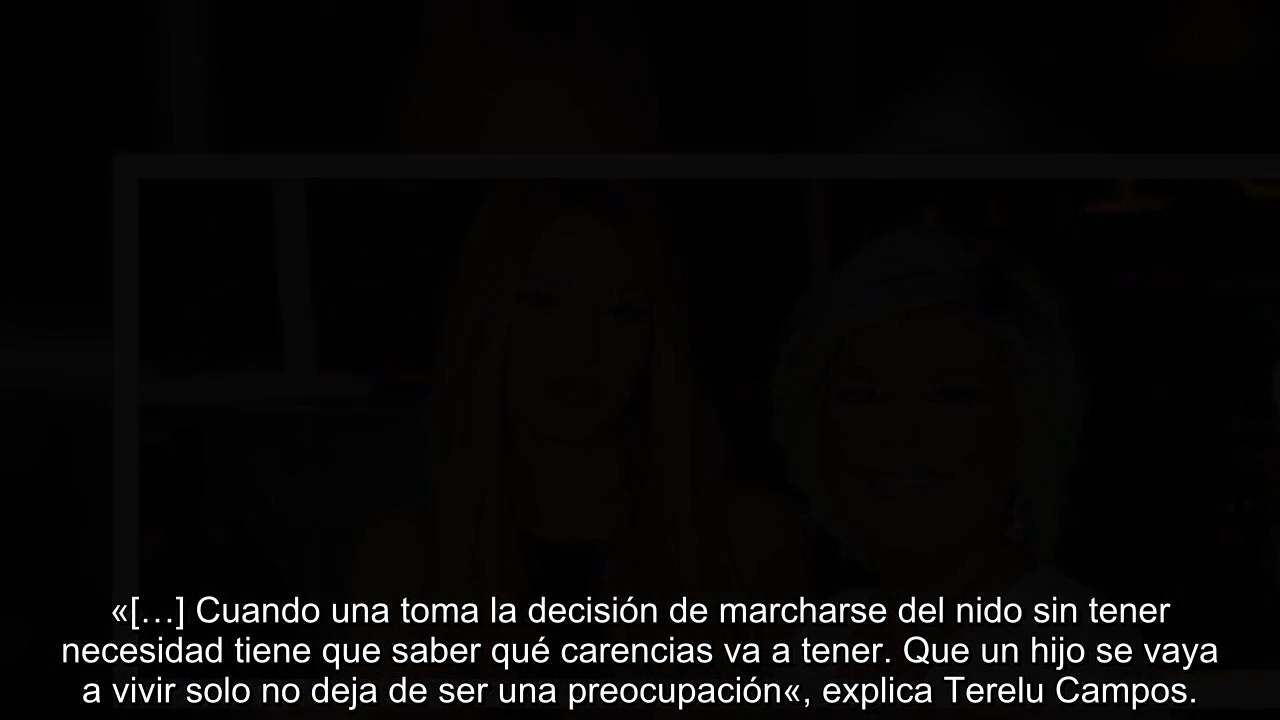 «[…] Cuando una toma la decisión de marcharse del nido sin tener
necesidad tiene que saber qué carencias va a tener. Que un hijo se vaya
a vivir solo no deja de ser una preocupación«, explica Terelu Campos.